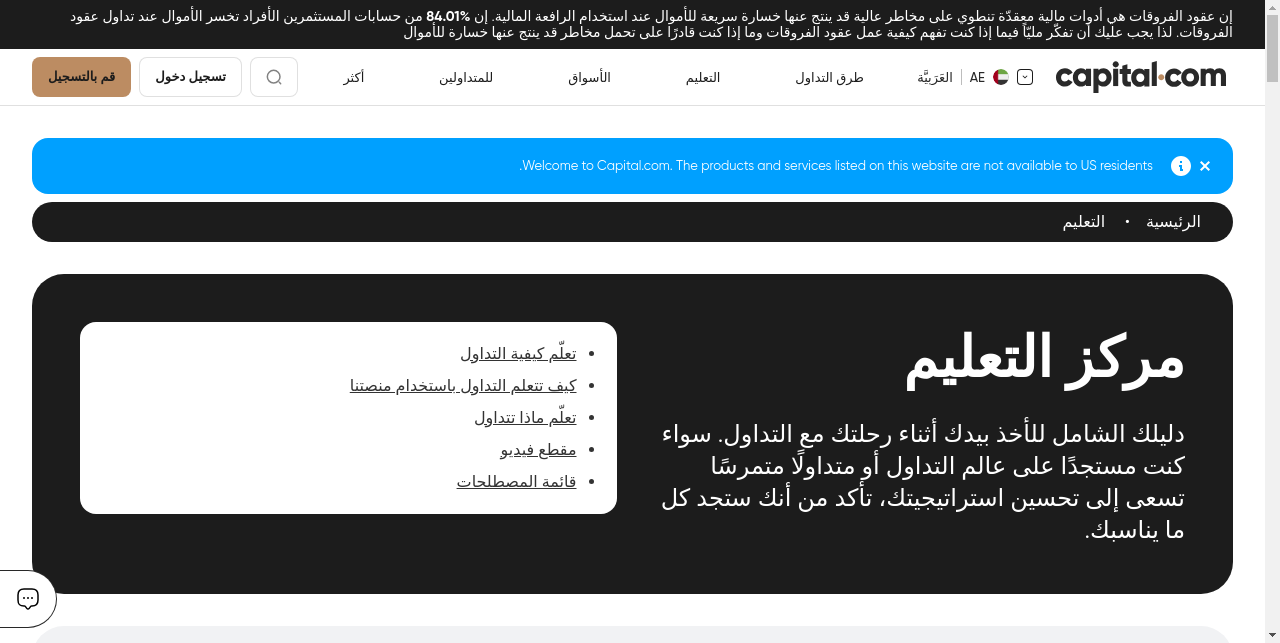 إن عقود الفروقات هي أدوات مالية معقدّة تنطوي على مخاطر عالية قد ينتج عنها خسارة سريعة للأموال عند استخدام الرافعة المالية. إن 84.01% من حسابات المستثمرين الأفراد تخسر الأموال عند تداول عقود
الفروقات. لذا يجب عليك أن تفكّر مليّاً فيما إذا كنت تفهم كيفية عمل عقود الفروقات وما إذا كنت قادرًا على تحمل مخاطر قد ينتج عنها خسارة للأموال
capital.com
AE
العَرَبِيَّة
طرق التداول
التعليم
الأسواق
للمتداولين
أكثر
تسجيل دخول
قم بالتسجيل
Welcome to Capital.com. The products and services listed on this website are not available to US residents.
الرئيسية • التعليم
مركز التعليم
دليلك الشامل للأخذ بيدك أثناء رحلتك مع التداول. سواء
كنت مستجدًا على عالم التداول أو متداولًا متمرسًا
تسعى إلى تحسين استراتيجيتك، تأكد من أنك ستجد كل
ما يناسبك.
تعلّم كيفية التداول
كيف تتعلم التداول باستخدام منصتنا
تعلّم ماذا تتداول
مقطع فيديو
قائمة المصطلحات